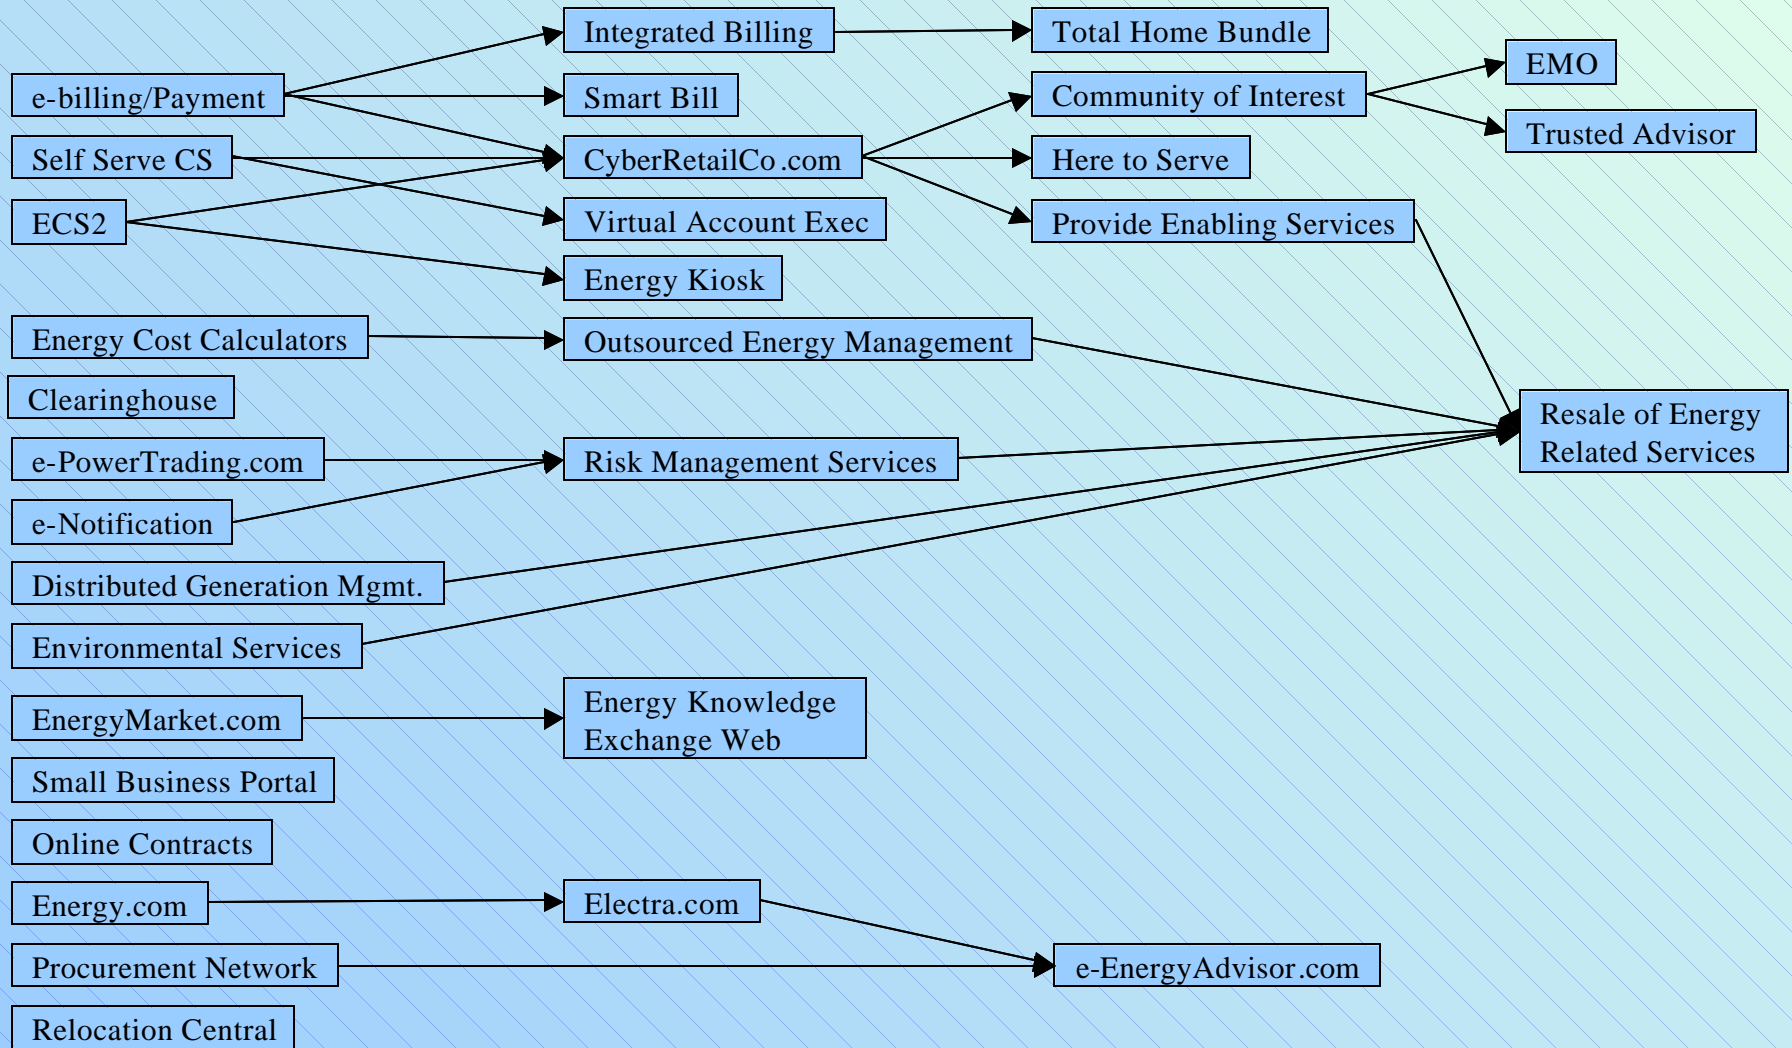 e-billing/Payment
Self Serve CS
ECS2
Energy Cost Calculators
Clearinghouse
e-PowerTrading.com
e-Notification
Distributed Generation Mgmt.
Environmental Services
EnergyMarket.com
Small Business Portal
Online Contracts
Energy.com
Procurement Network
Relocation Central
Integrated Billing
Smart Bill
CyberRetailCo.com
Virtual Account Exec
Energy Kiosk
Outsourced Energy Management
Risk Management Services
Energy Knowledge
Exchange Web
Electra.com
Total Home Bundle
Community of Interest
Here to Serve
Provide Enabling Services
e-EnergyAdvisor.com
EMO
Trusted Advisor
Resale of Energy
Related Services